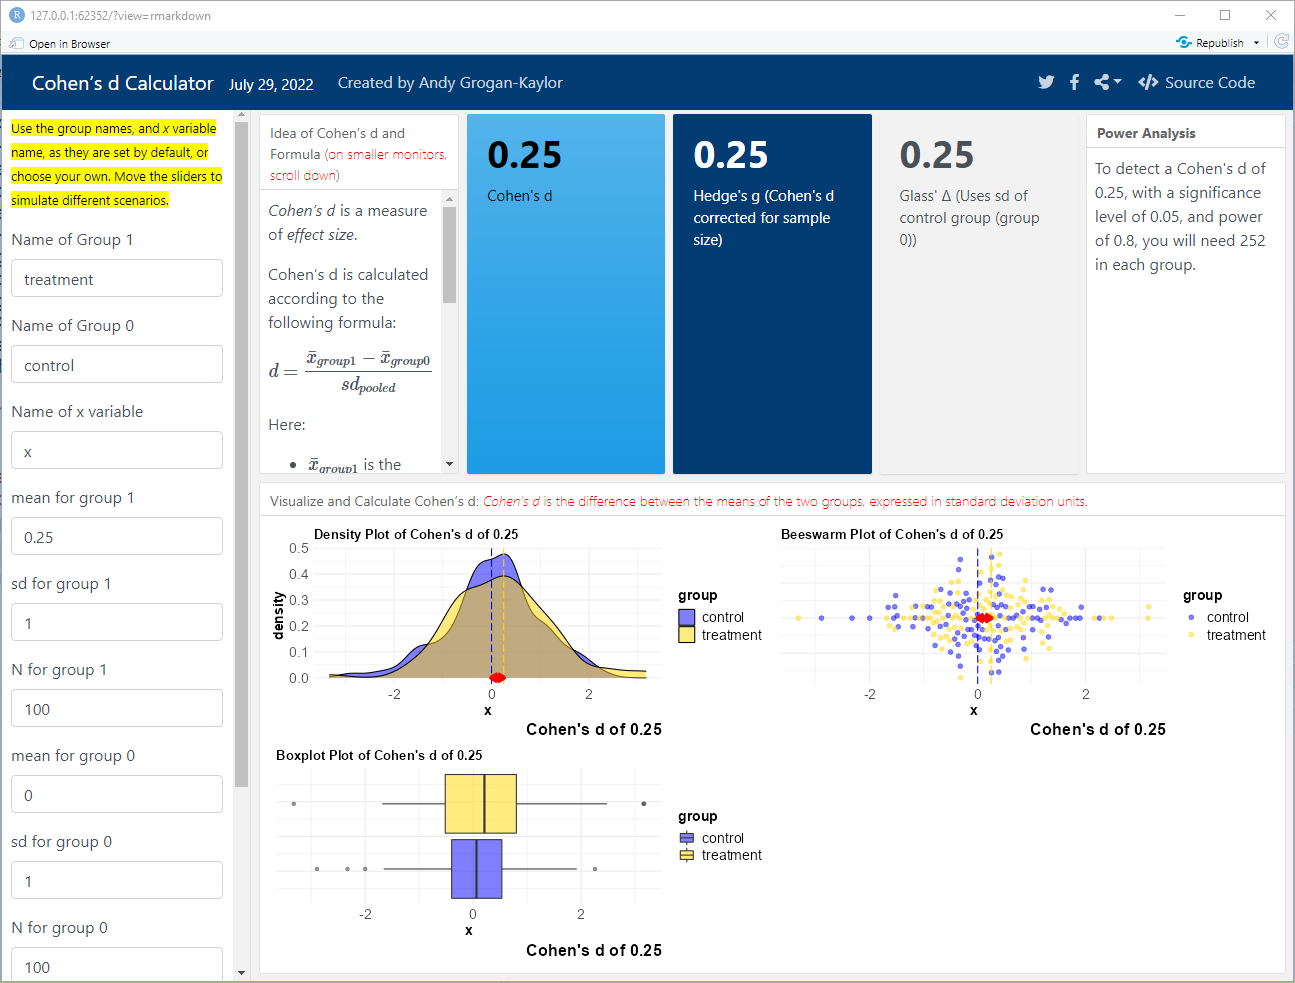 127.0.0.1:62352/?view=rmarkdown
Open in Browser
Republish
Cohen's d Calculator
July 29, 2022
Created by Andy Grogan-Kaylor
Source Code
Use the group names, and x variable
name, as they are set by default, or
choose your own. Move the sliders to
simulate different scenarios.
Name of Group 1
treatment
Name of Group 0
control
Name of x variable
x
mean for group 1
0.25
sd for group 1
1
N for group 1
100
mean for group 0
0
sd for group 0
1
N for group 0
100
Idea of Cohen's d and
Formula (on smaller monitors,
scroll down)
Cohen's d is a measure
of effect size.
Cohen's d is calculated
according to the
following formula:
d = (x̄group1 − x̄group0) / sdpooled
Here:
• x̄group1 is the
0.25
Cohen's d
0.25
Hedge's g (Cohen's d
corrected for sample
size)
0.25
Glass' Δ (Uses sd of
control group (group
0))
Power Analysis
To detect a Cohen's d of
0.25, with a significance
level of 0.05, and power
of 0.8, you will need 252
in each group.
Visualize and Calculate Cohen's d: Cohen's d is the difference between the means of the two groups, expressed in standard deviation units.
Density Plot of Cohen's d of 0.25
0.5
0.4
0.3
0.2
0.1
0.0
density
-2
0
2
x
group
control
treatment
Cohen's d of 0.25
Beeswarm Plot of Cohen's d of 0.25
-2
0
2
x
group
control
treatment
Cohen's d of 0.25
Boxplot Plot of Cohen's d of 0.25
-2
0
2
x
group
control
treatment
Cohen's d of 0.25